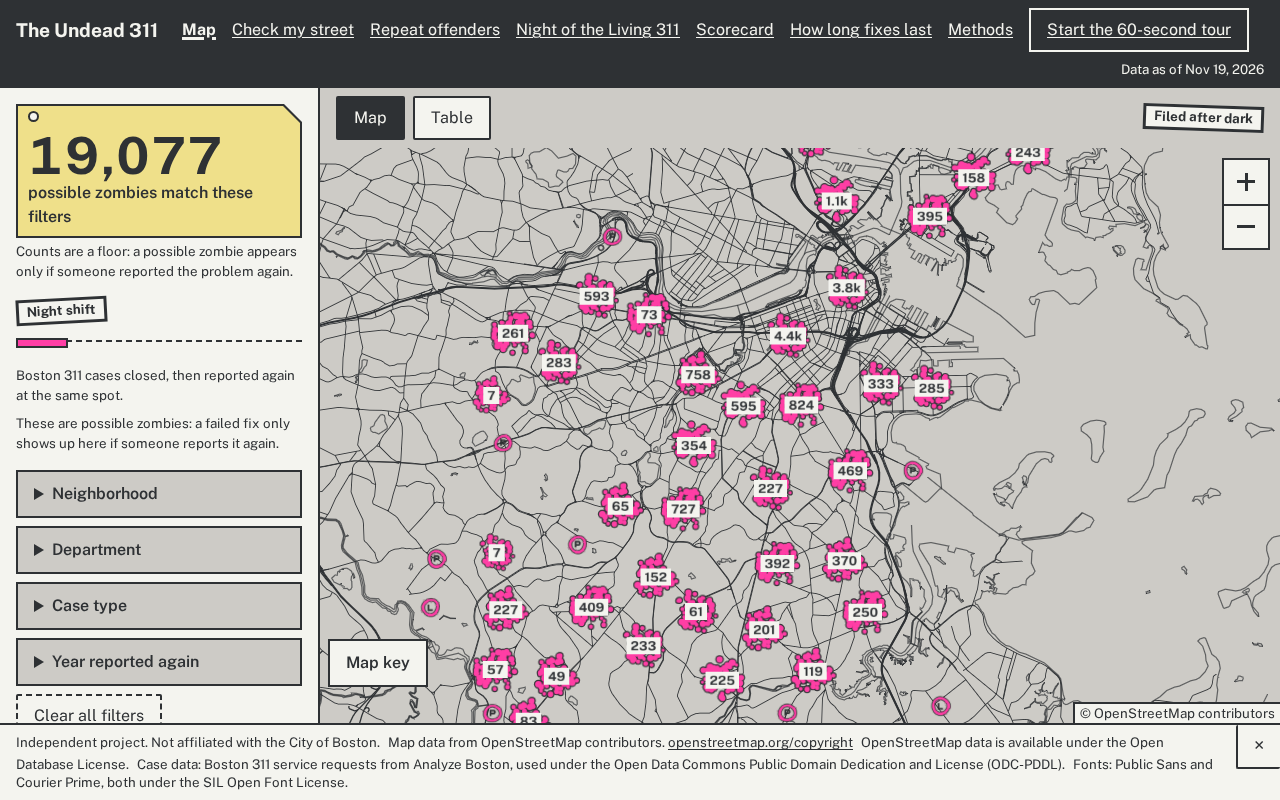 The Undead 311
Map
Check my street
Repeat offenders
Night of the Living 311
Scorecard
How long fixes last
Methods
Start the 60-second tour
Data as of Nov 19, 2026
19,077
possible zombies match these
filters
Counts are a floor: a possible zombie appears
only if someone reported the problem again.
Night shift
Boston 311 cases closed, then reported again
at the same spot.
These are possible zombies: a failed fix only
shows up here if someone reports it again.
Neighborhood
Department
Case type
Year reported again
Clear all filters
Map
Table
Filed after dark
+
−
243
158
1.1k
395
3.8k
593
73
261
4.4k
283
758
333
285
7
595
824
354
469
227
65
727
P
7
P
392
370
152
L
227
409
61
250
201
233
57
49
225
119
P
83
P
L
Map key
© OpenStreetMap contributors
Independent project. Not affiliated with the City of Boston. Map data from OpenStreetMap contributors. openstreetmap.org/copyright OpenStreetMap data is available under the Open
Database License. Case data: Boston 311 service requests from Analyze Boston, used under the Open Data Commons Public Domain Dedication and License (ODC-PDDL). Fonts: Public Sans and
Courier Prime, both under the SIL Open Font License.
×